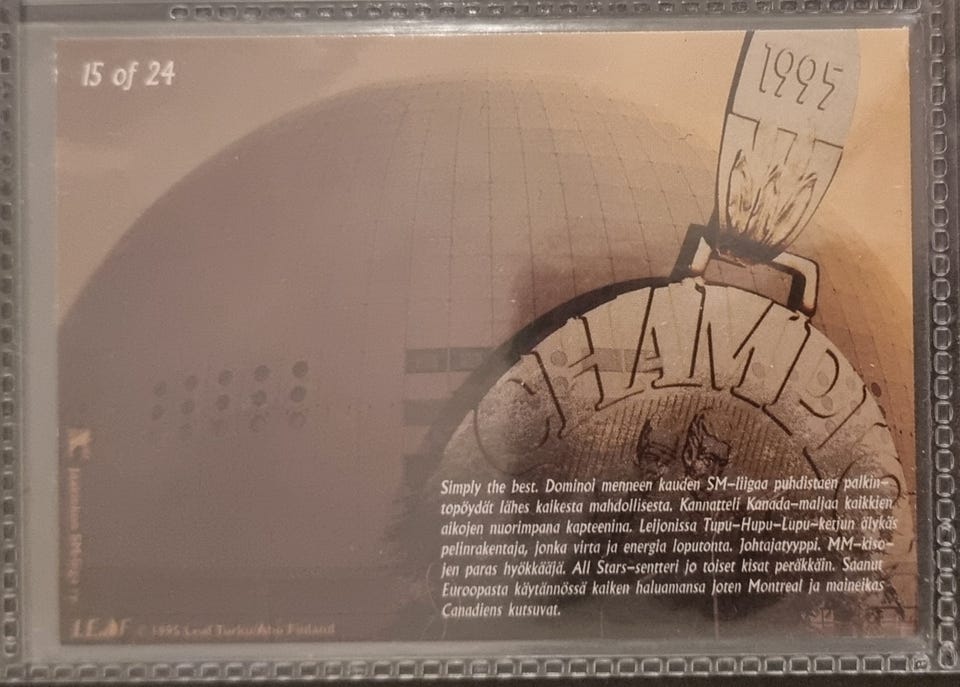 15 of 24
1995
CHAMPIO
Simply the best. Dominoi menneen kauden SM-liigaa puhdistaen palkin-
topöydät lähes kaikesta mahdollisesta. Kannatteli Kanada-maljaa kaikkien
aikojen nuorimpana kapteenina. Leijonissa Tupu-Hupu-Lupu-ketjun älykäs
pelinrakentaja, jonka virta ja energia loputonta. Johtajatyyppi. MM-kiso-
jen paras hyökkääjä. All Stars-sentteri jo toiset kisat peräkkäin. Saanut
Euroopasta käytännössä kaiken haluamansa joten Montreal ja maineikas
Canadiens kutsuvat.
LEAF © 1995 Leaf Turku/Åbo Finland